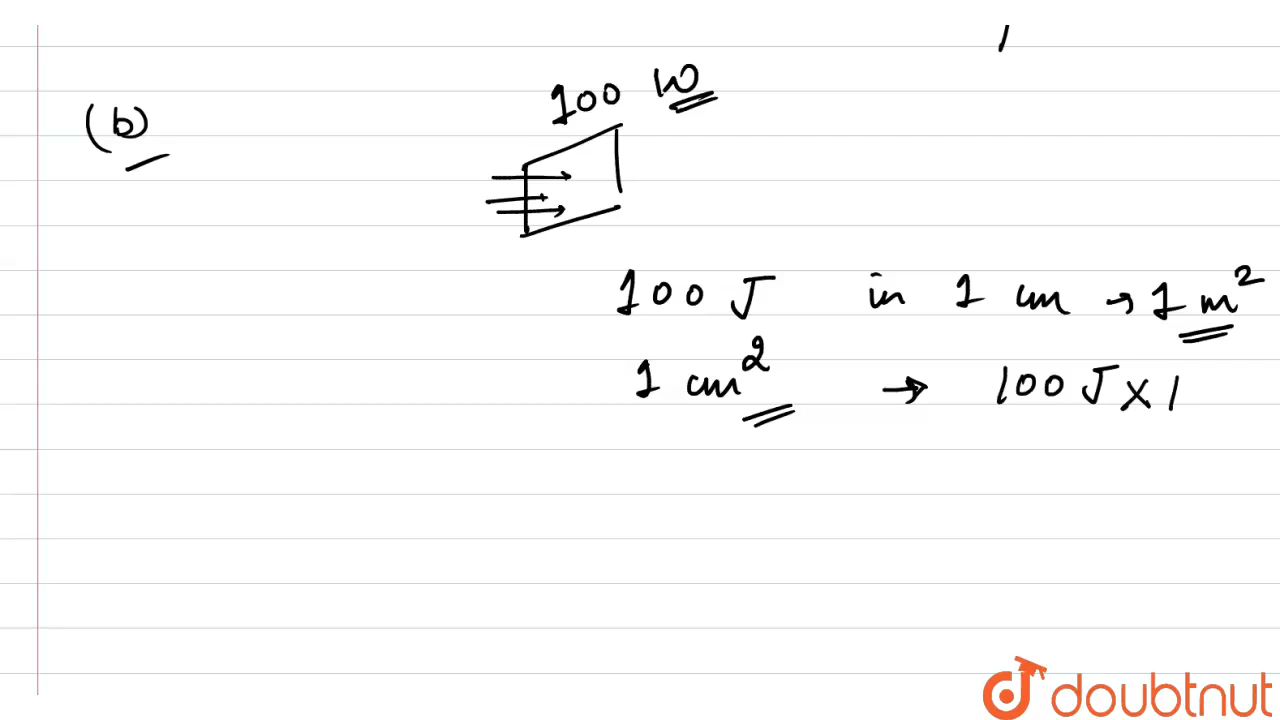 (b)
100 W
100 J in 1 cm → 1 m²
1 cm² → 100 J × 1
doubtnut